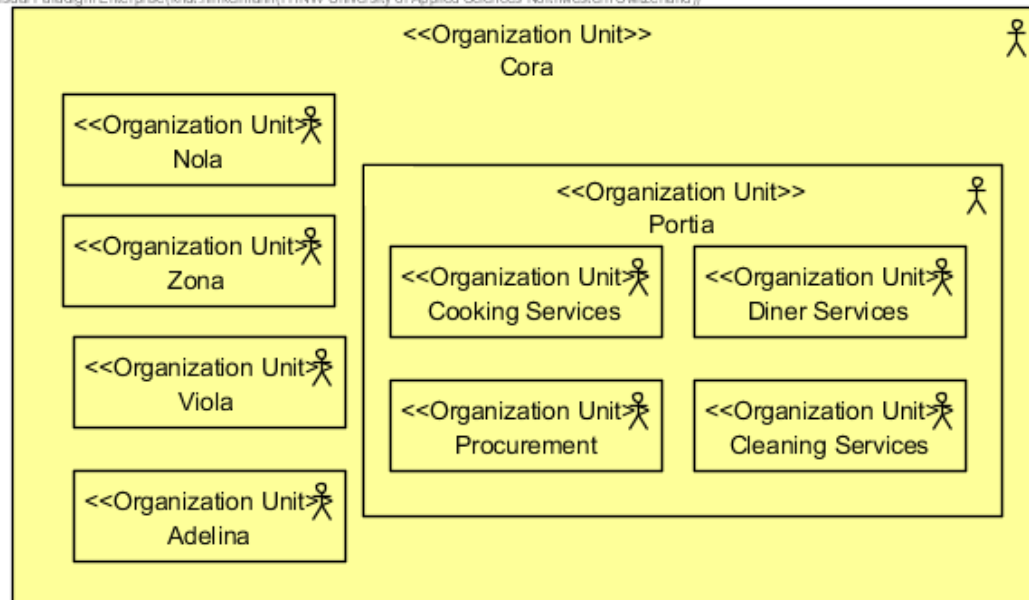 <<Organization Unit>>
Cora
<<Organization Unit>>
Nola
<<Organization Unit>>
Zona
<<Organization Unit>>
Viola
<<Organization Unit>>
Adelina
<<Organization Unit>>
Portia
<<Organization Unit>>
Cooking Services
<<Organization Unit>>
Diner Services
<<Organization Unit>>
Procurement
<<Organization Unit>>
Cleaning Services